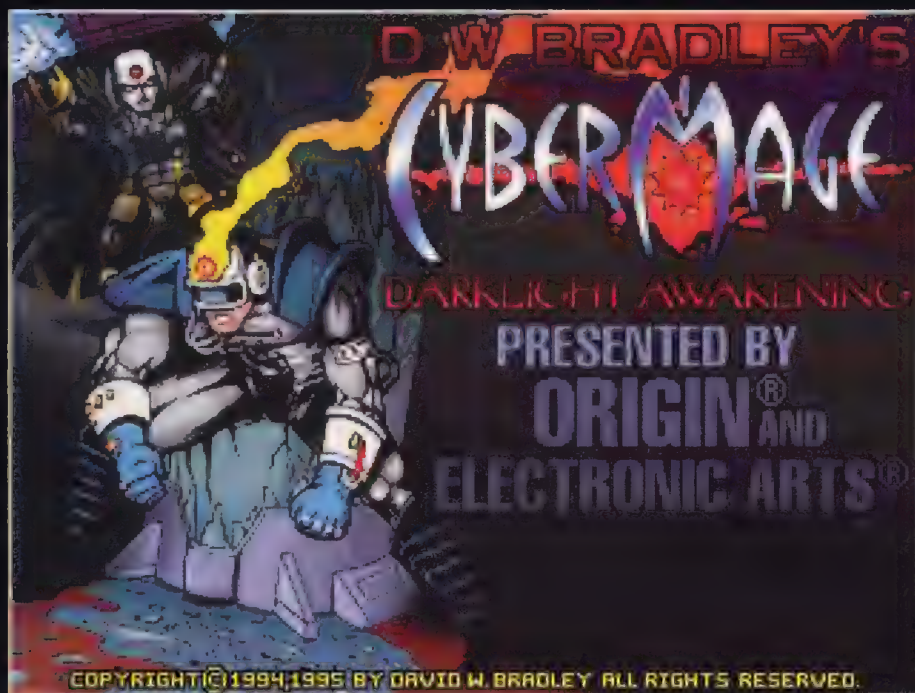 D W BRADLEY'S
CYBERMAGE
DARKLIGHT AWAKENING
PRESENTED BY
ORIGIN® AND
ELECTRONIC ARTS®
COPYRIGHT©1994,1995 BY DAVID W. BRADLEY ALL RIGHTS RESERVED.